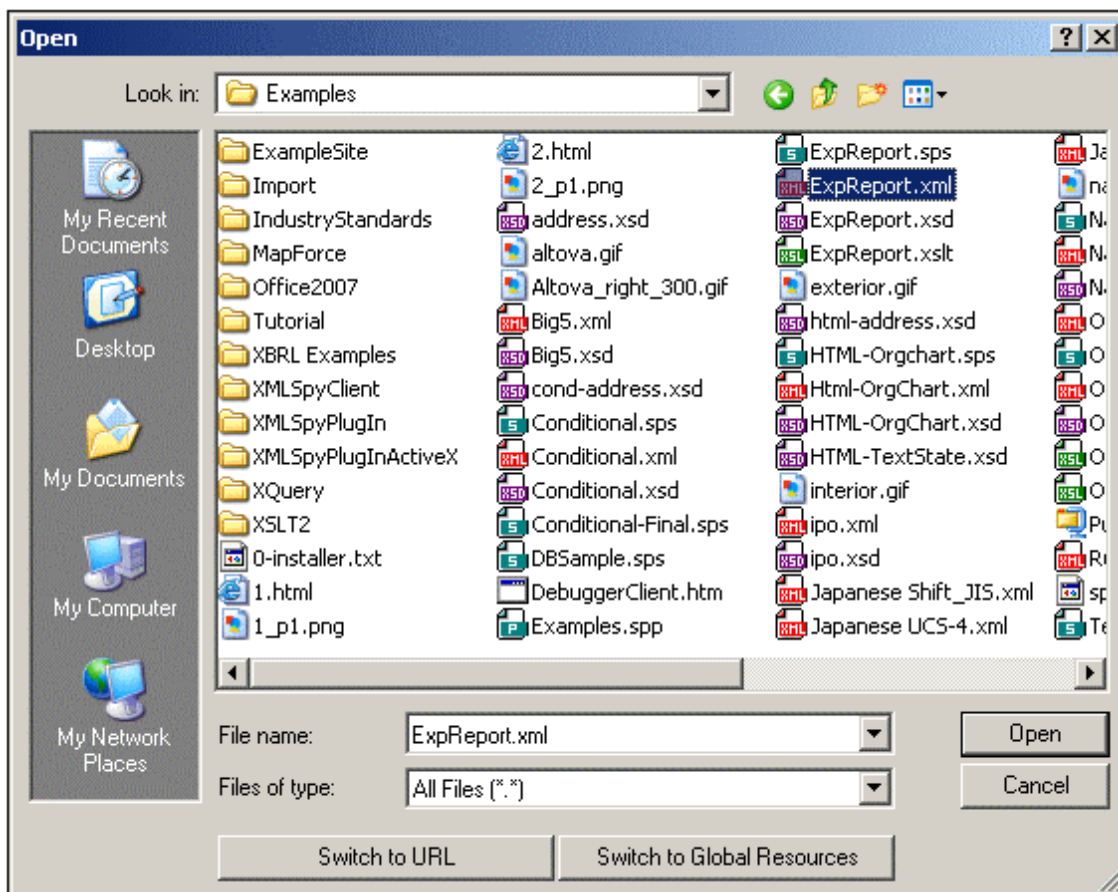 Open
Look in:
Examples
My Recent
Documents
Desktop
My Documents
My Computer
My Network
Places
ExampleSite
Import
IndustryStandards
MapForce
Office2007
Tutorial
XBRL Examples
XMLSpyClient
XMLSpyPlugIn
XMLSpyPlugInActiveX
XQuery
XSLT2
0-installer.txt
1.html
1_p1.png
2.html
2_p1.png
address.xsd
altova.gif
Altova_right_300.gif
Big5.xml
Big5.xsd
cond-address.xsd
Conditional.sps
Conditional.xml
Conditional.xsd
Conditional-Final.sps
DBSample.sps
DebuggerClient.htm
Examples.spp
ExpReport.sps
ExpReport.xml
ExpReport.xsd
ExpReport.xslt
exterior.gif
html-address.xsd
HTML-Orgchart.sps
Html-OrgChart.xml
HTML-OrgChart.xsd
HTML-TextState.xsd
interior.gif
ipo.xml
ipo.xsd
Japanese Shift_JIS.xml
Japanese UCS-4.xml
File name:
ExpReport.xml
Open
Files of type:
All Files (*.*)
Cancel
Switch to URL
Switch to Global Resources